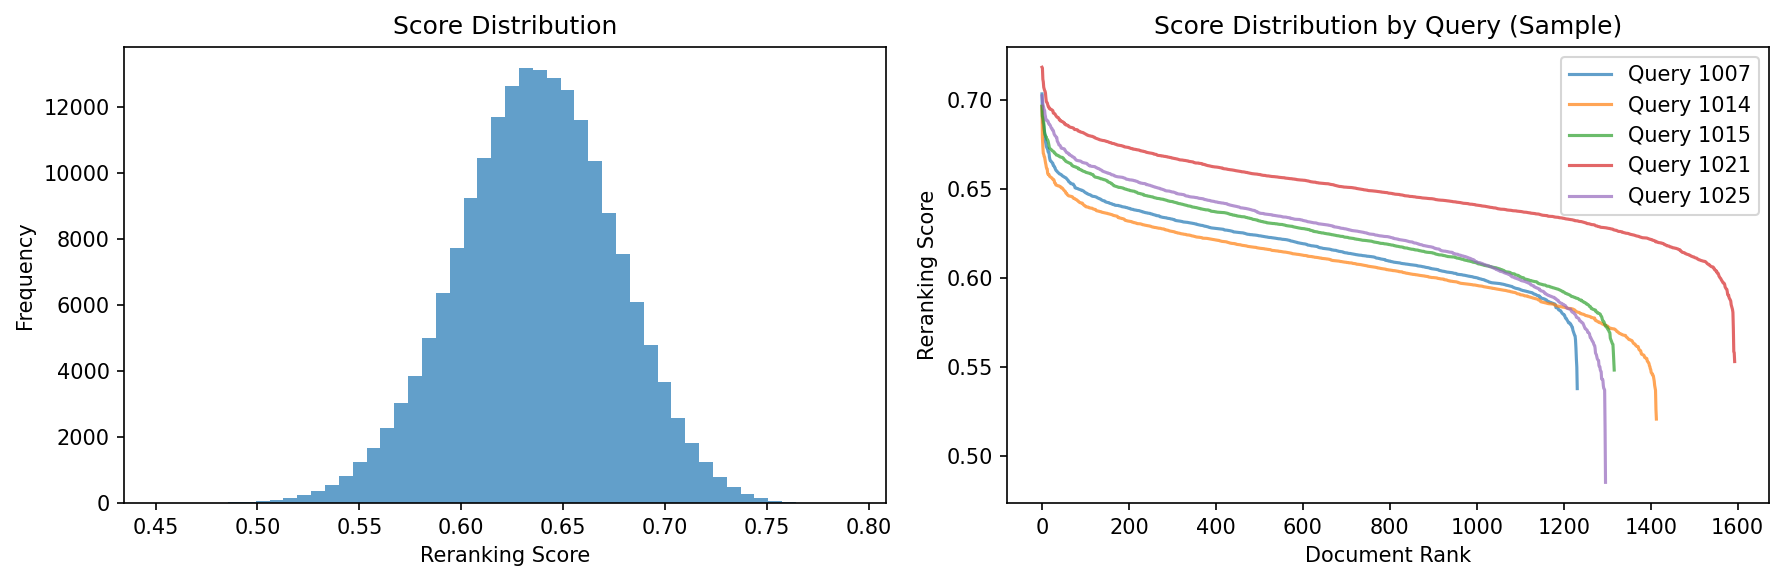 Score Distribution
Frequency
12000
10000
8000
6000
4000
2000
0
0.45 0.50 0.55 0.60 0.65 0.70 0.75 0.80
Reranking Score
Score Distribution by Query (Sample)
Reranking Score
0.70
0.65
0.60
0.55
0.50
Query 1007
Query 1014
Query 1015
Query 1021
Query 1025
0 200 400 600 800 1000 1200 1400 1600
Document Rank